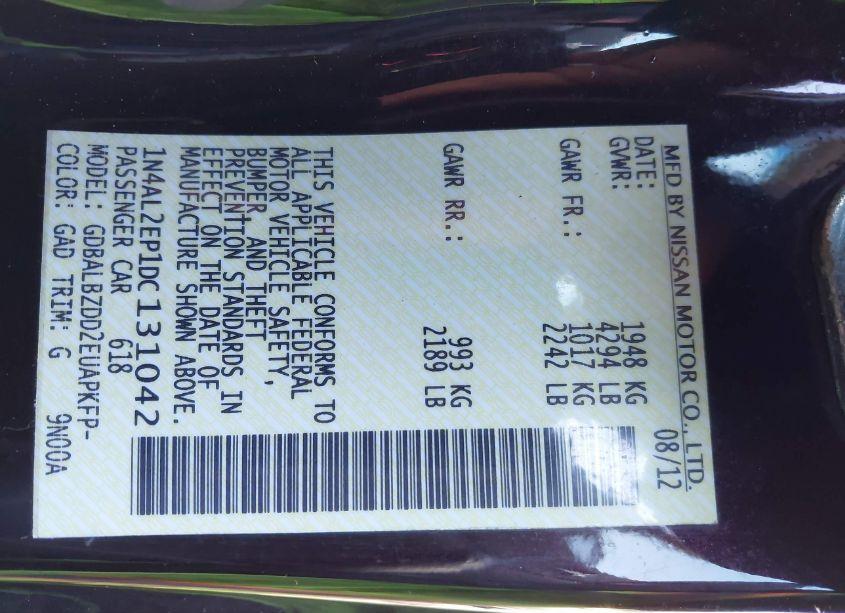 MFD BY NISSAN MOTOR CO., LTD.
DATE: 08/12
GVWR: 1948 KG
4294 LB
GAWR FR.: 1017 KG
2242 LB
GAWR RR.: 993 KG
2189 LB
THIS VEHICLE CONFORMS TO
ALL APPLICABLE FEDERAL
MOTOR VEHICLE SAFETY,
BUMPER AND THEFT
PREVENTION STANDARDS IN
EFFECT ON THE DATE OF
MANUFACTURE SHOWN ABOVE.
1N4AL2EP1DC131042
PASSENGER CAR 618
MODEL: GDBALBZDD2EUAPKFP-
COLOR: GAD TRIM: G 9N00A